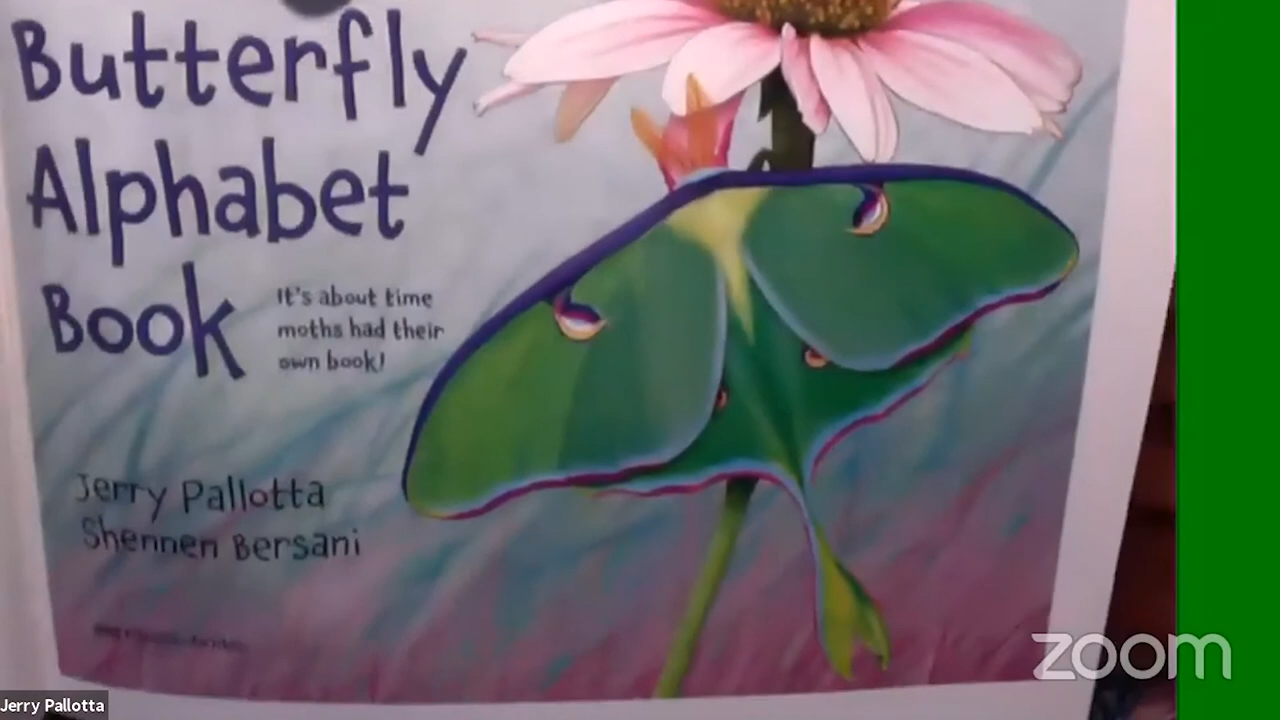 Butterfly
Alphabet
Book
It's about time
moths had their
own book!
Jerry Pallotta
Shennen Bersani
zoom
Jerry Pallotta